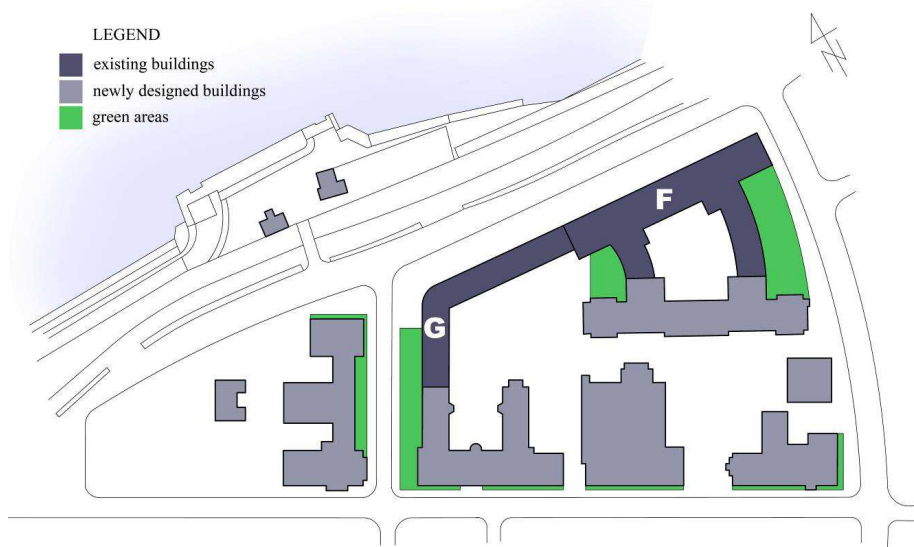 LEGEND
existing buildings
newly designed buildings
green areas
N
F
G